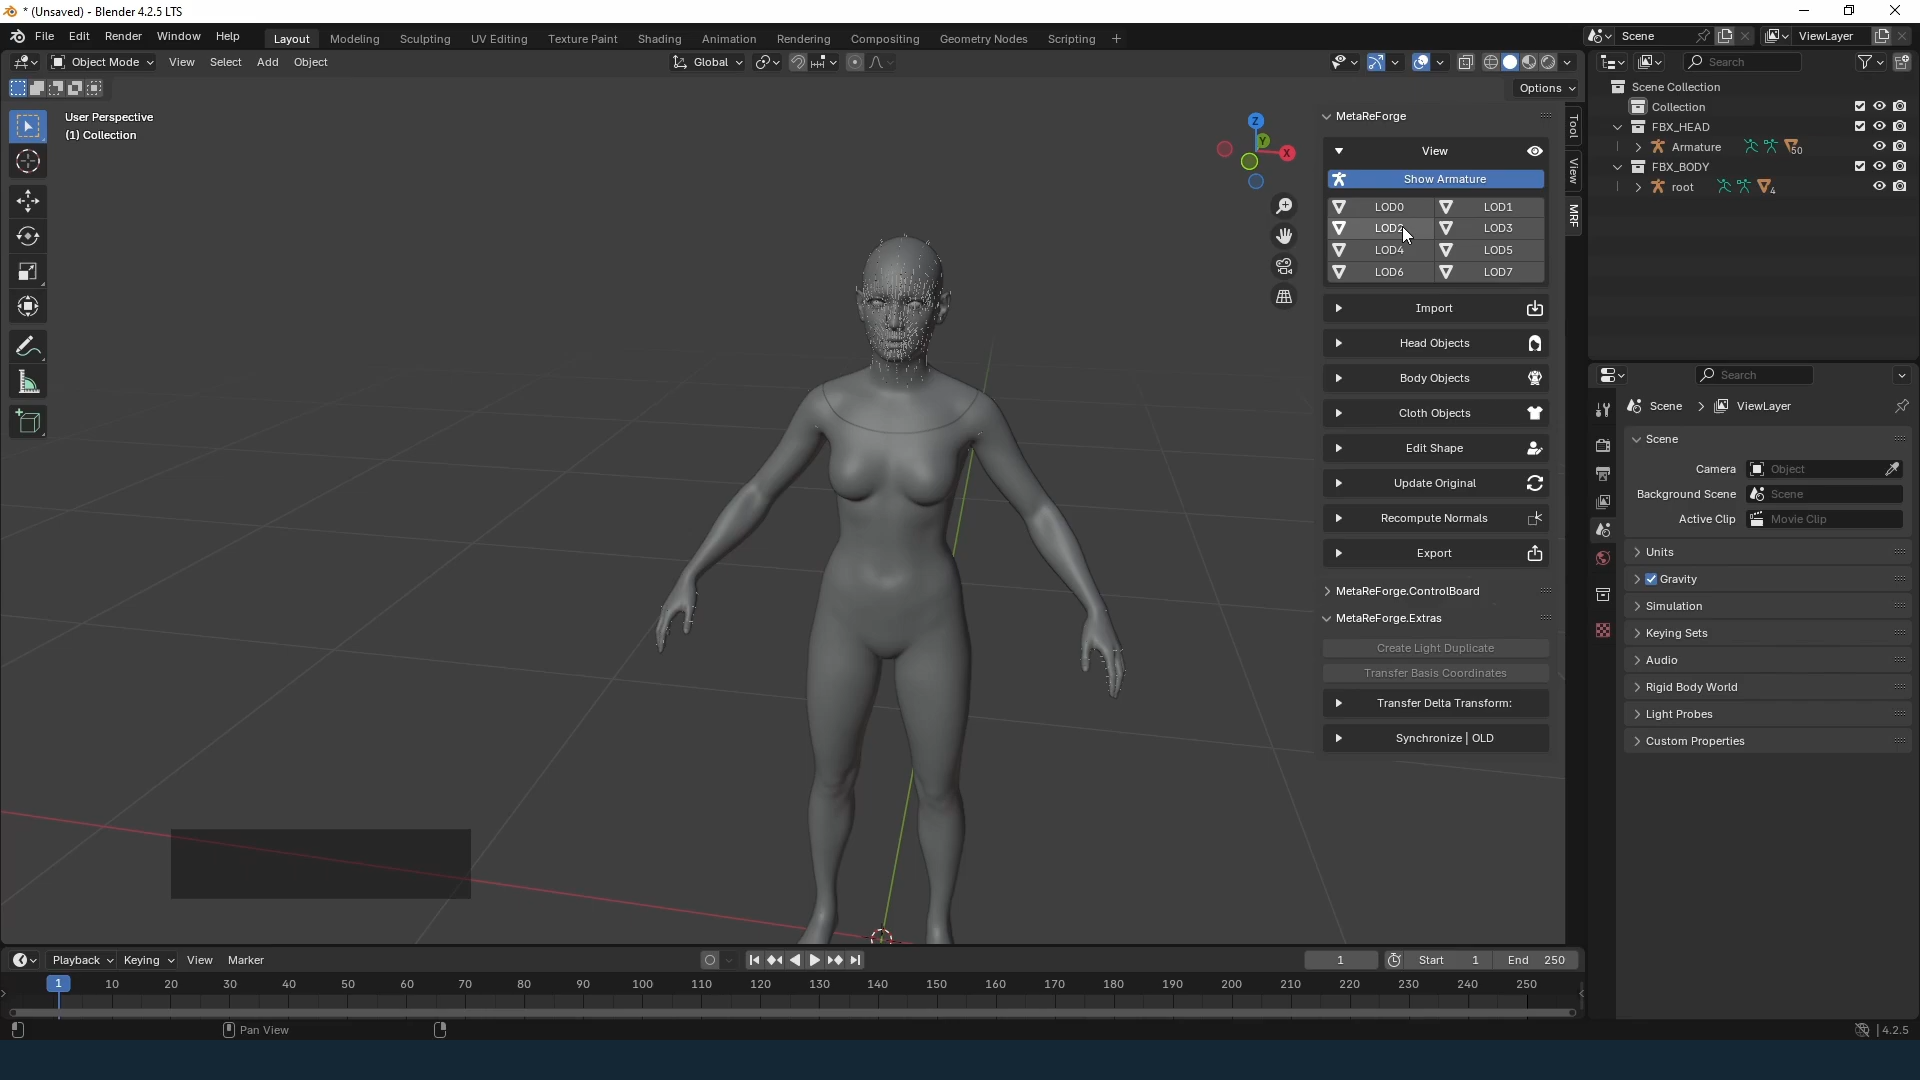 * (Unsaved) - Blender 4.2.5 LTS
File Edit Render Window Help Layout Modeling Sculpting UV Editing Texture Paint Shading Animation Rendering Compositing Geometry Nodes Scripting + Scene ViewLayer
Object Mode View Select Add Object Global Search
Options
User Perspective
(1) Collection
Z
Y
X
MetaReForge
View
Show Armature
LOD0 LOD1
LOD2 LOD3
LOD4 LOD5
LOD6 LOD7
Import
Head Objects
Body Objects
Cloth Objects
Edit Shape
Update Original
Recompute Normals
Export
MetaReForge.ControlBoard
MetaReForge.Extras
Create Light Duplicate
Transfer Basis Coordinates
Transfer Delta Transform:
Synchronize | OLD
Tool
View
MRF
Scene Collection
Collection
FBX_HEAD
Armature 50
FBX_BODY
root 4
Search
Scene > ViewLayer
Scene
Camera Object
Background Scene Scene
Active Clip Movie Clip
Units
Gravity
Simulation
Keying Sets
Audio
Rigid Body World
Light Probes
Custom Properties
Playback Keying View Marker 1 Start 1 End 250
1 10 20 30 40 50 60 70 80 90 100 110 120 130 140 150 160 170 180 190 200 210 220 230 240 250
Pan View 4.2.5